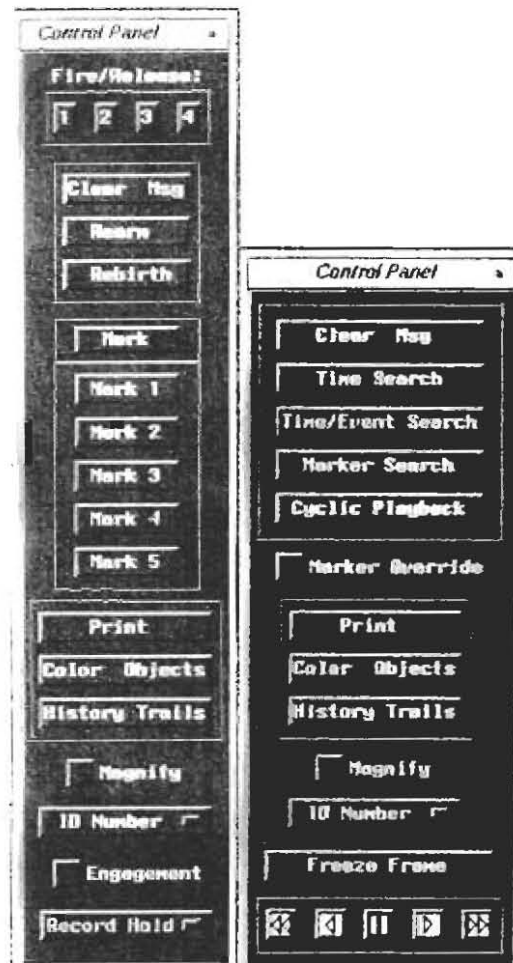 Control Panel
Fire/Release:
1 2 3 4
Clear Msg
Rearm
Rebirth
Mark
Mark 1
Mark 2
Mark 3
Mark 4
Mark 5
Print
Color Objects
History Trails
Magnify
ID Number
Engagement
Record Hold
Control Panel
Clear Msg
Time Search
Time/Event Search
Marker Search
Cyclic Playback
Marker Override
Print
Color Objects
History Trails
Magnify
ID Number
Freeze Frame